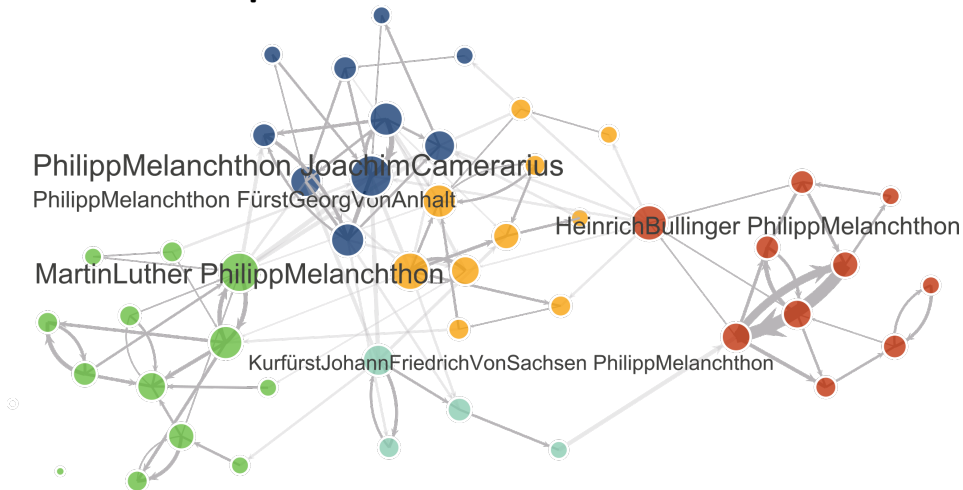 PhilippMelanchthon JoachimCamerarius
PhilippMelanchthon FürstGeorgVonAnhalt
HeinrichBullinger PhilippMelanchthon
MartinLuther PhilippMelanchthon
KurfürstJohannFriedrichVonSachsen PhilippMelanchthon